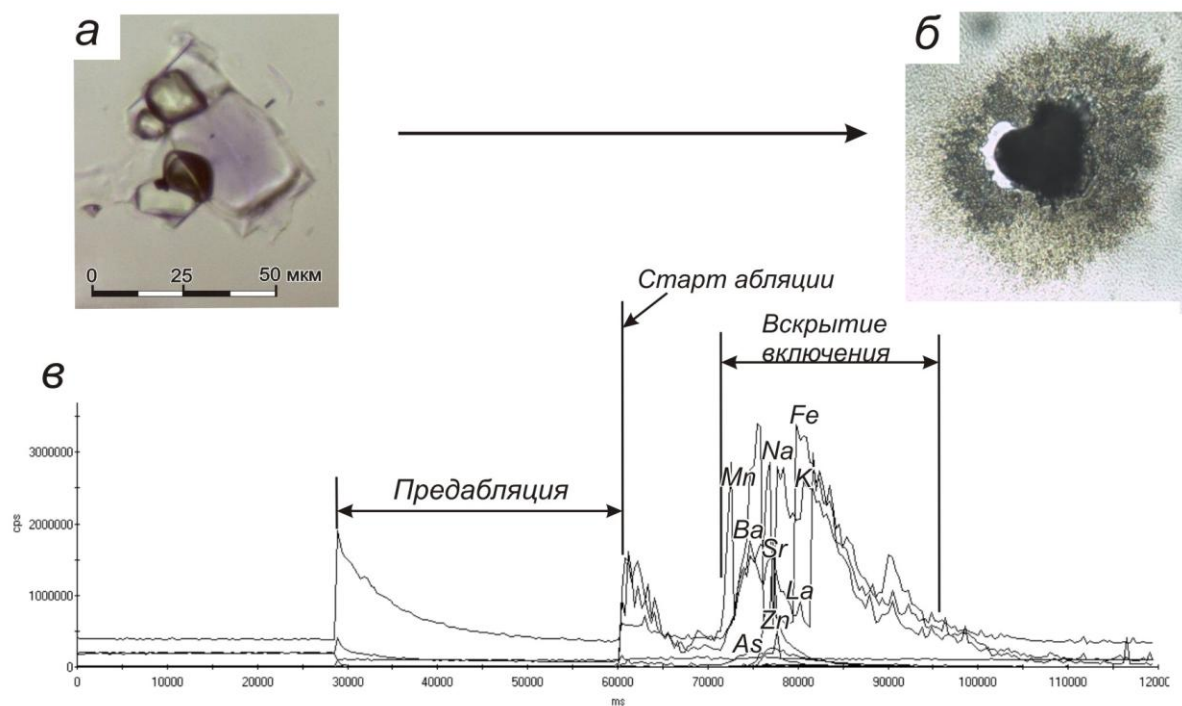 а
б
0 25 50 мкм
Старт абляции
Вскрытие
включения
в
Предабляция
Fe
Na
Mn
K
Ba
Sr
La
Zn
As
cps
3000000
2000000
1000000
0
0 10000 20000 30000 40000 50000 60000 70000 80000 90000 100000 110000 12000
ms